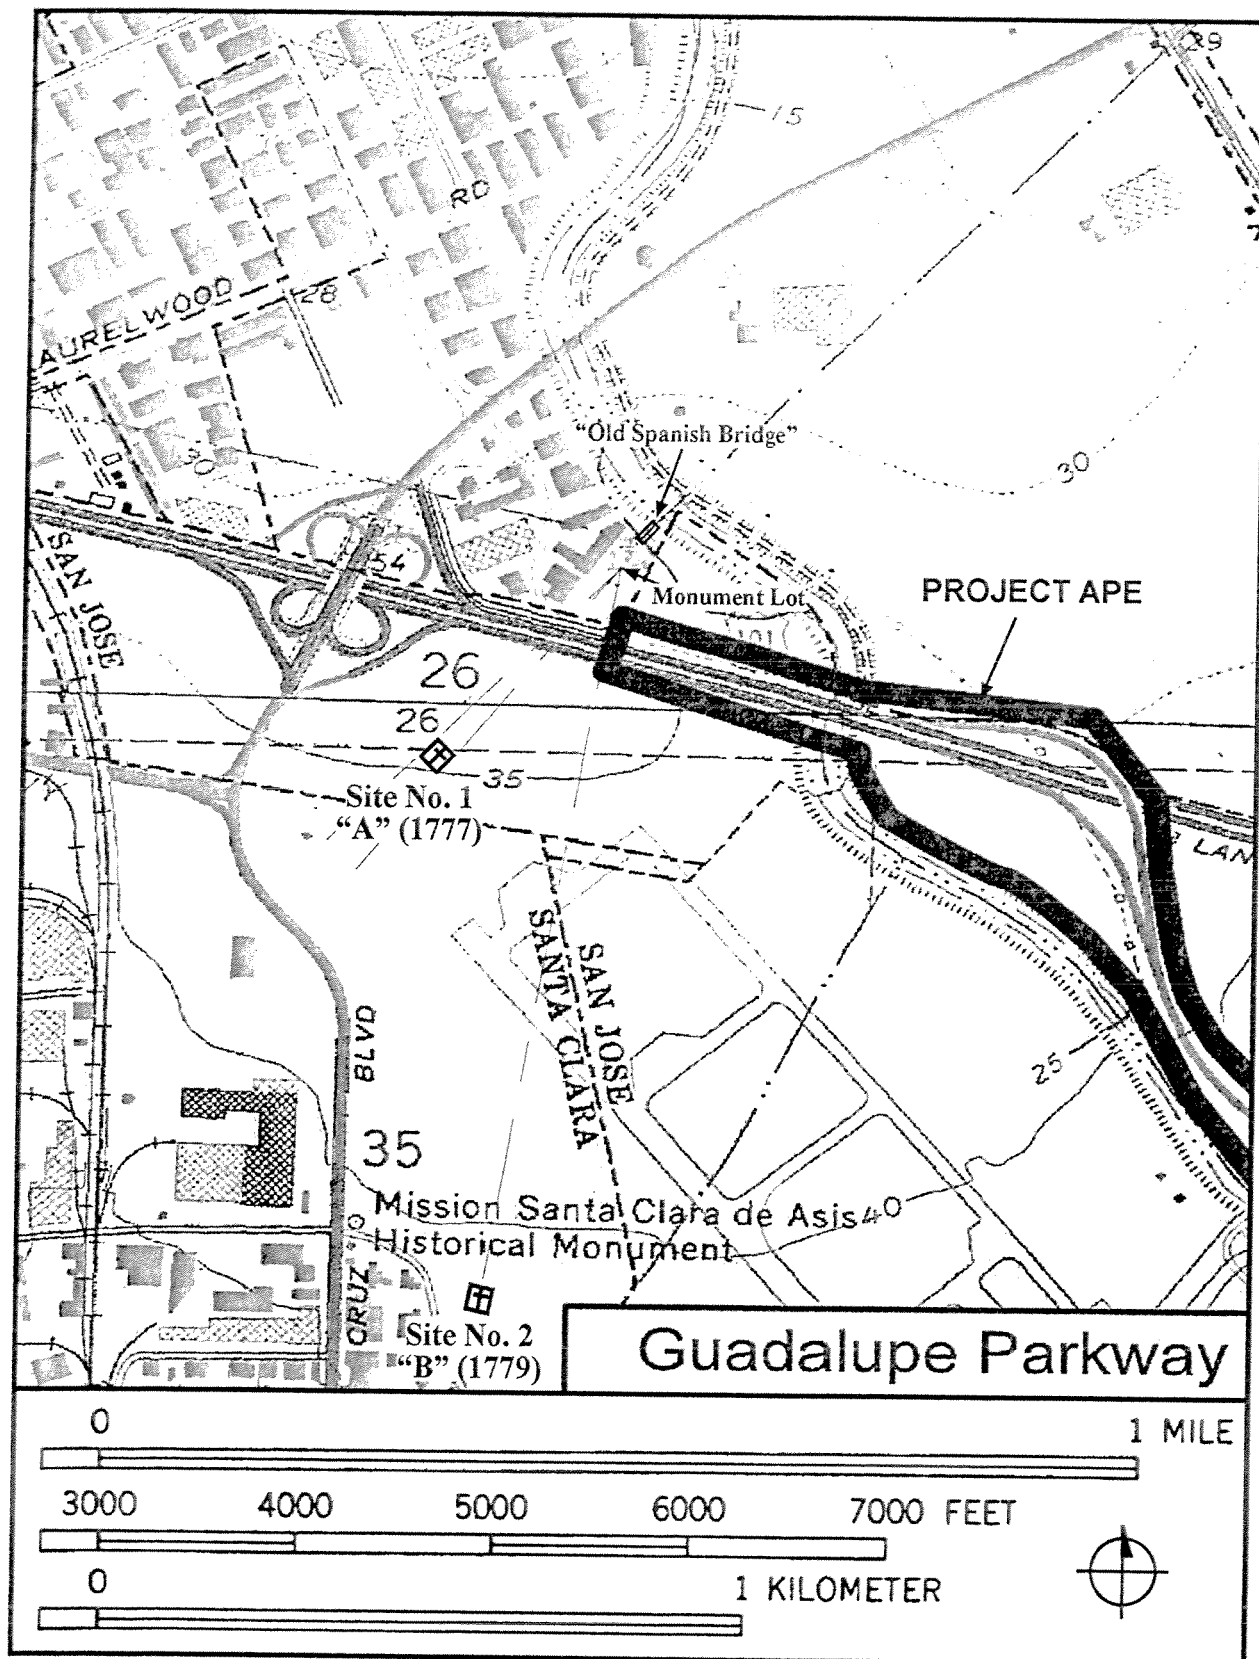 29
15
RD
AURELWOOD
28
"Old Spanish Bridge"
30
30
SAN JOSE
54
Monument Lot
PROJECT APE
101
26
26
35
Site No. 1
"A" (1777)
LAN
SAN JOSE
SANTA CLARA
BLVD
25
35
Mission Santa Clara de Asis
40
Historical Monument
CRUZ
Site No. 2
"B" (1779)
Guadalupe Parkway
0
1 MILE
3000 4000 5000 6000 7000 FEET
0
1 KILOMETER